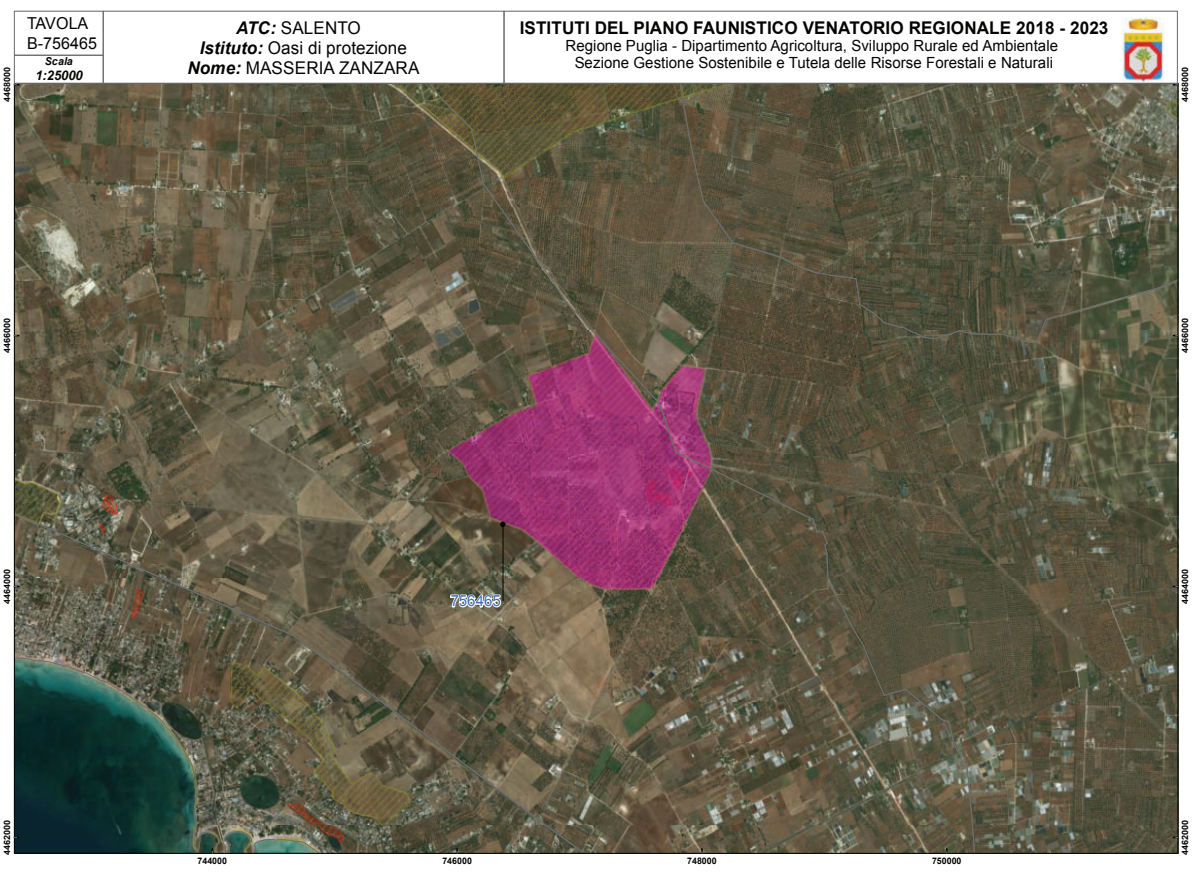 TAVOLA
B-756465
Scala
1:25000
ATC: SALENTO
Istituto: Oasi di protezione
Nome: MASSERIA ZANZARA
ISTITUTI DEL PIANO FAUNISTICO VENATORIO REGIONALE 2018 - 2023
Regione Puglia - Dipartimento Agricoltura, Sviluppo Rurale ed Ambientale
Sezione Gestione Sostenibile e Tutela delle Risorse Forestali e Naturali
4468000
4468000
4466000
4466000
4464000
4464000
756465
4462000
4462000
744000
746000
748000
750000